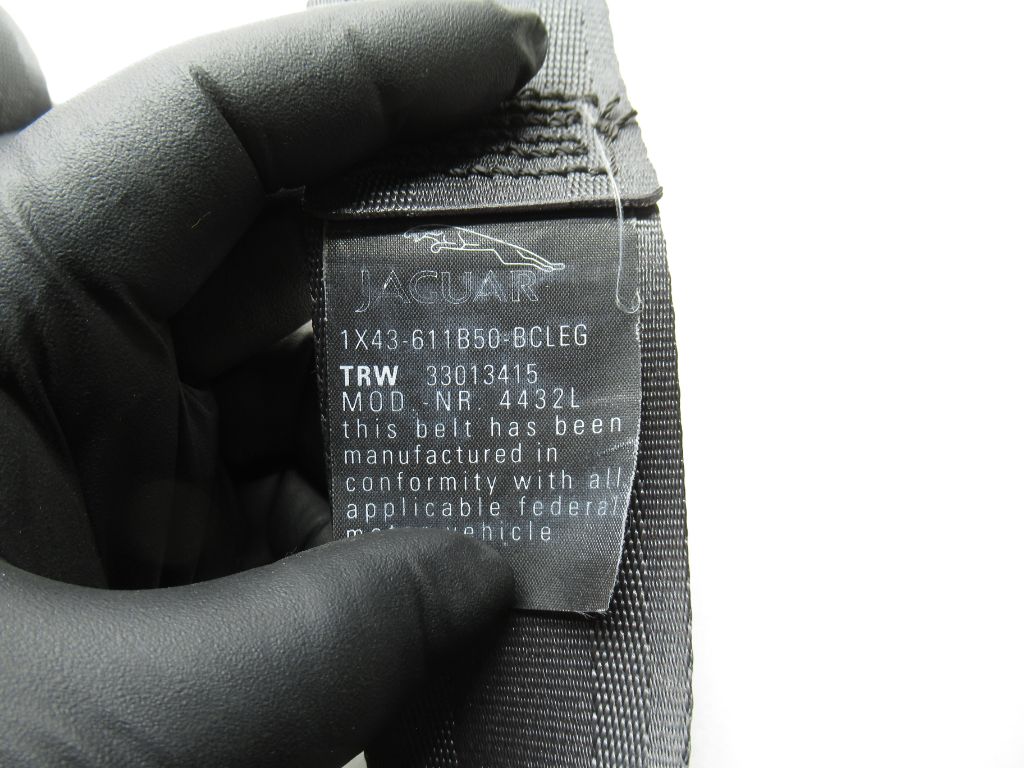 JAGUAR
1X43-611B50-BCLEG
TRW 33013415
MOD.-NR. 4432L
this belt has been
manufactured in
conformity with all
applicable federal
vehicle